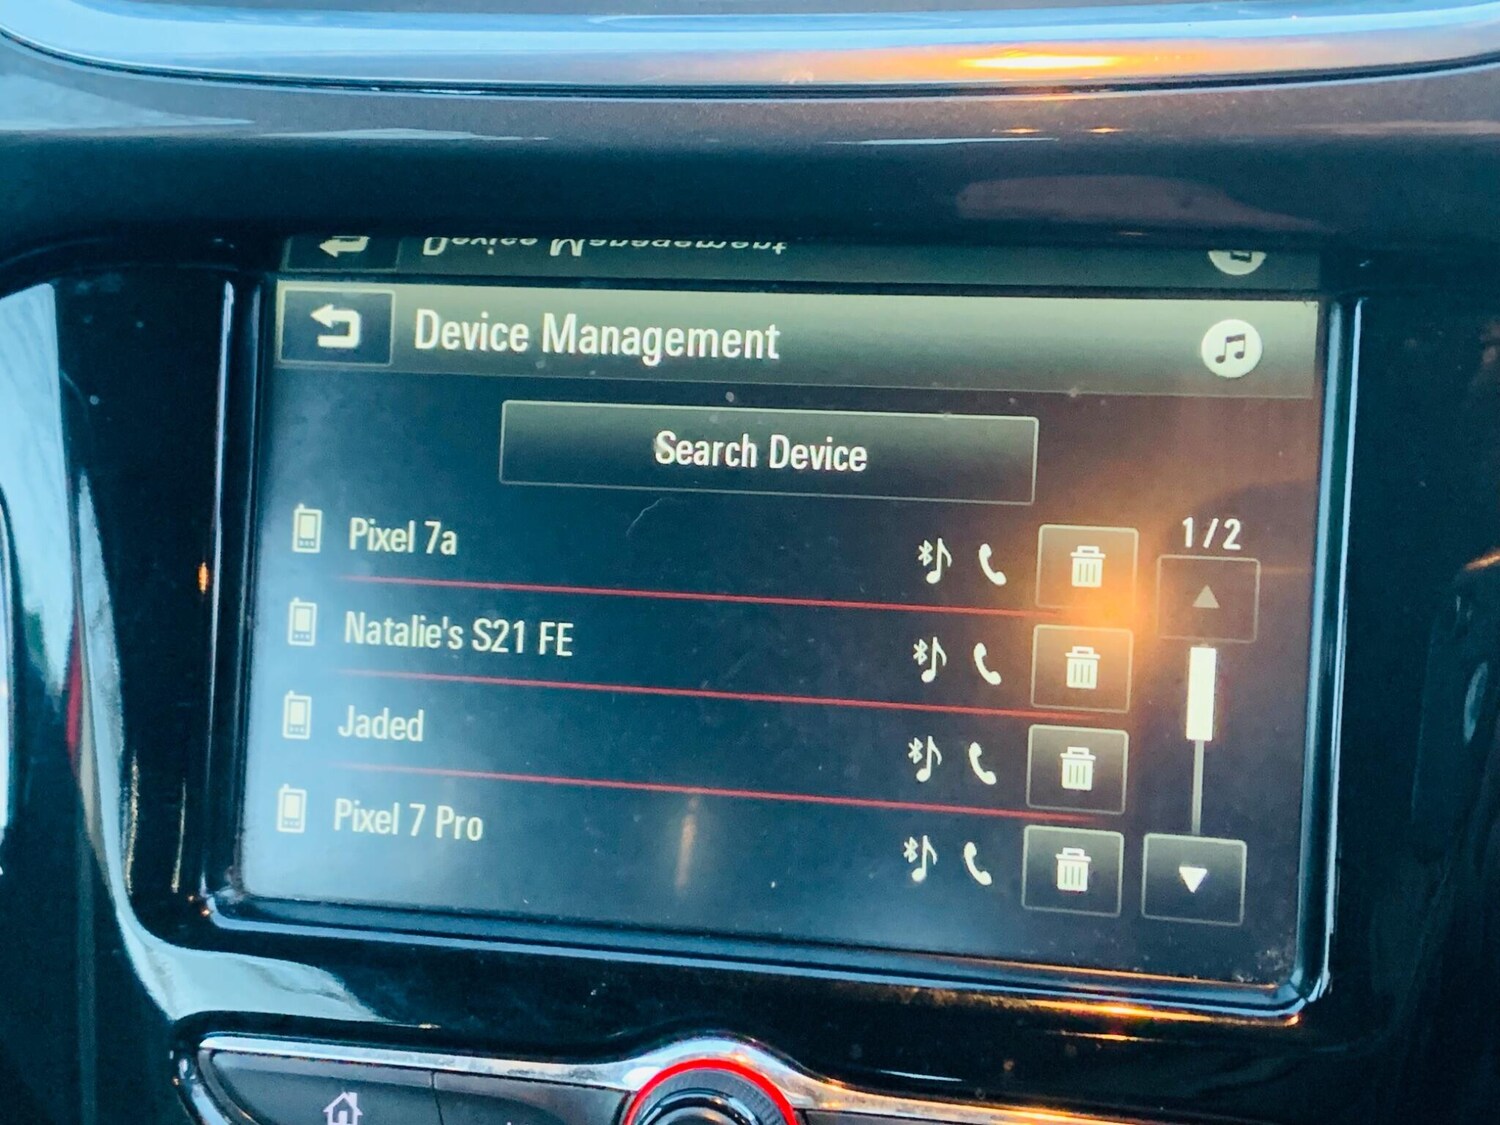 Device Management
Search Device
Pixel 7a
1/2
Natalie's S21 FE
Jaded
Pixel 7 Pro